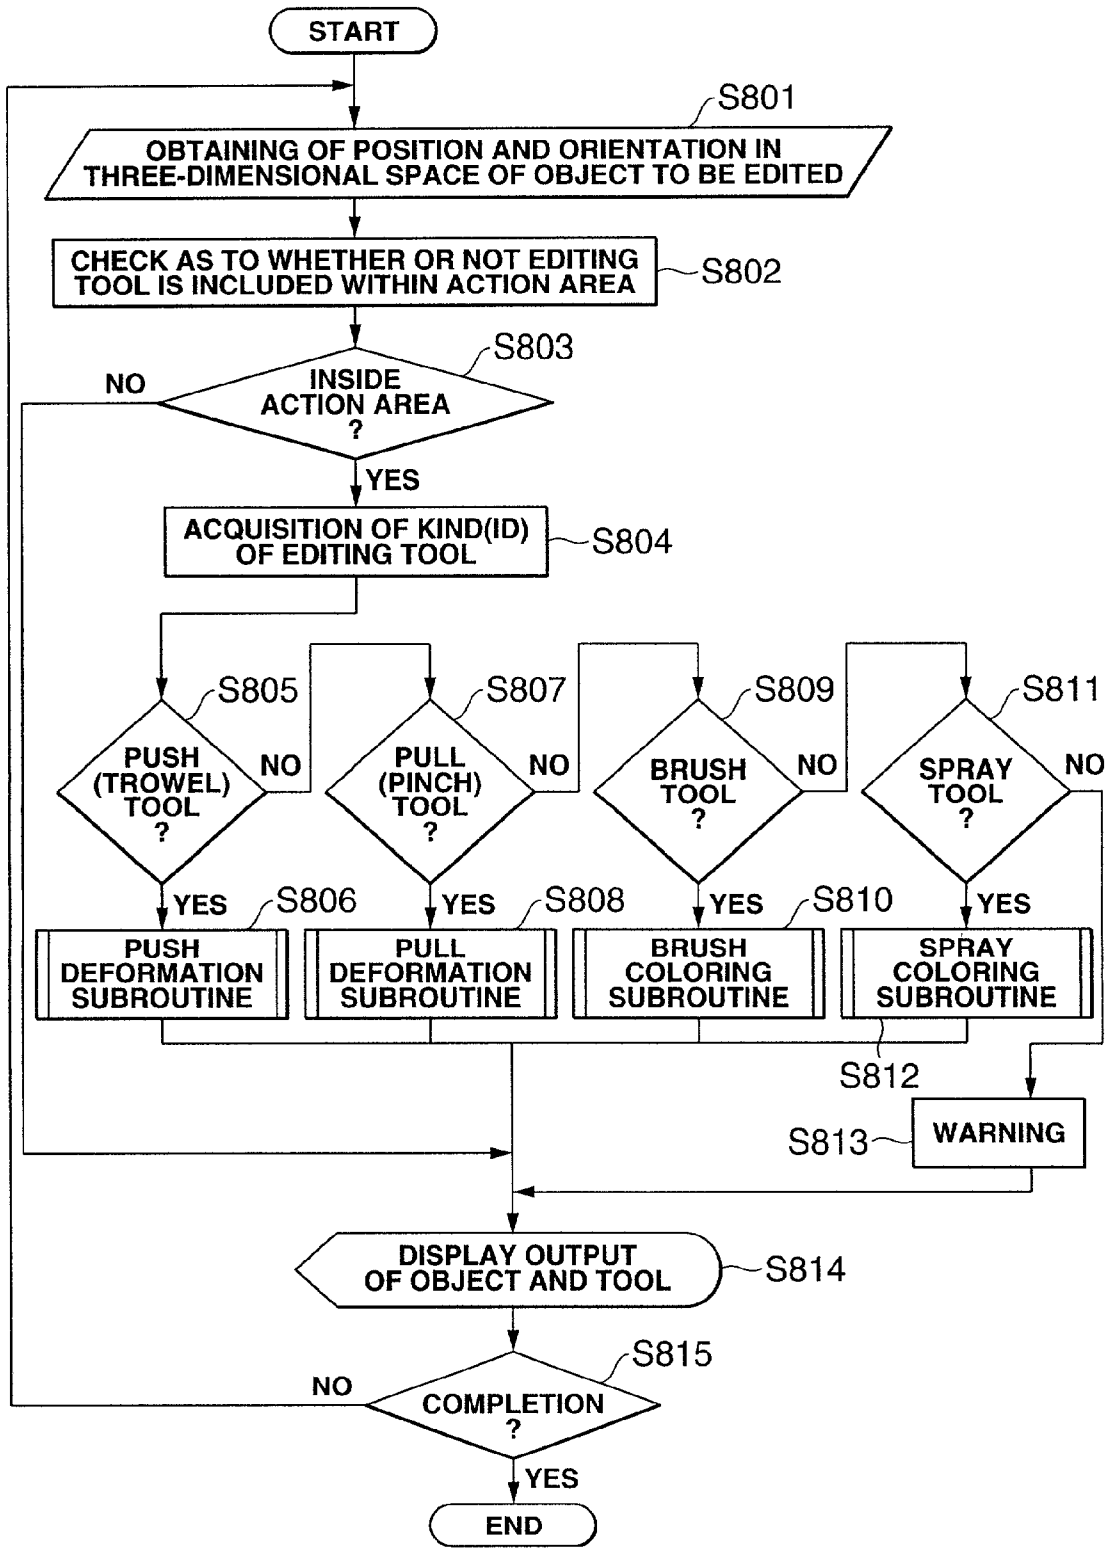 START
S801
OBTAINING OF POSITION AND ORIENTATION IN
THREE-DIMENSIONAL SPACE OF OBJECT TO BE EDITED
CHECK AS TO WHETHER OR NOT EDITING
TOOL IS INCLUDED WITHIN ACTION AREA
S802
S803
NO
INSIDE
ACTION AREA
?
YES
ACQUISITION OF KIND(ID)
OF EDITING TOOL
S804
S805
PUSH
(TROWEL)
TOOL
?
NO
YES
S807
PULL
(PINCH)
TOOL
?
NO
YES
S809
BRUSH
TOOL
?
NO
YES
S811
SPRAY
TOOL
?
NO
YES
S806
PUSH
DEFORMATION
SUBROUTINE
S808
PULL
DEFORMATION
SUBROUTINE
S810
BRUSH
COLORING
SUBROUTINE
SPRAY
COLORING
SUBROUTINE
S812
S813
WARNING
DISPLAY OUTPUT
OF OBJECT AND TOOL
S814
S815
NO
COMPLETION
?
YES
END